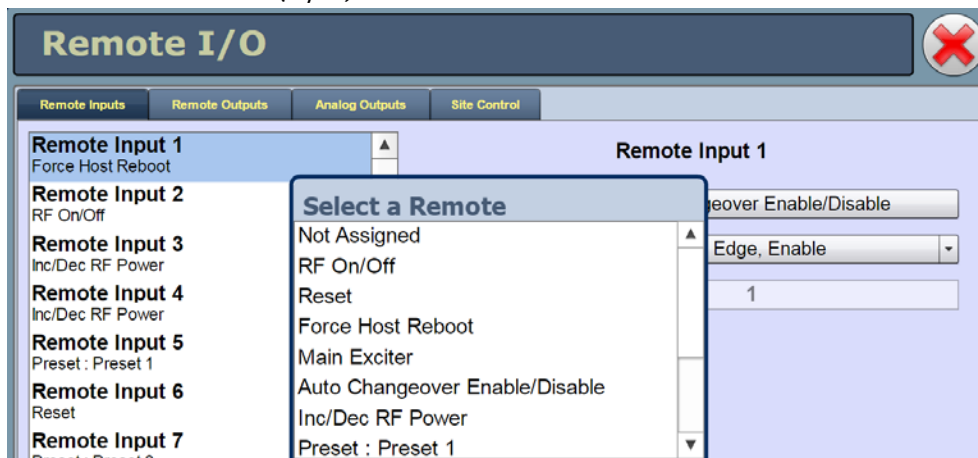 Remote I/O
Remote Inputs Remote Outputs Analog Outputs Site Control
Remote Input 1
Force Host Reboot
Remote Input 2
RF On/Off
Remote Input 3
Inc/Dec RF Power
Remote Input 4
Inc/Dec RF Power
Remote Input 5
Preset : Preset 1
Remote Input 6
Reset
Remote Input 7
Select a Remote
Not Assigned
RF On/Off
Reset
Force Host Reboot
Main Exciter
Auto Changeover Enable/Disable
Inc/Dec RF Power
Preset : Preset 1
Remote Input 1
geover Enable/Disable
Edge, Enable
1